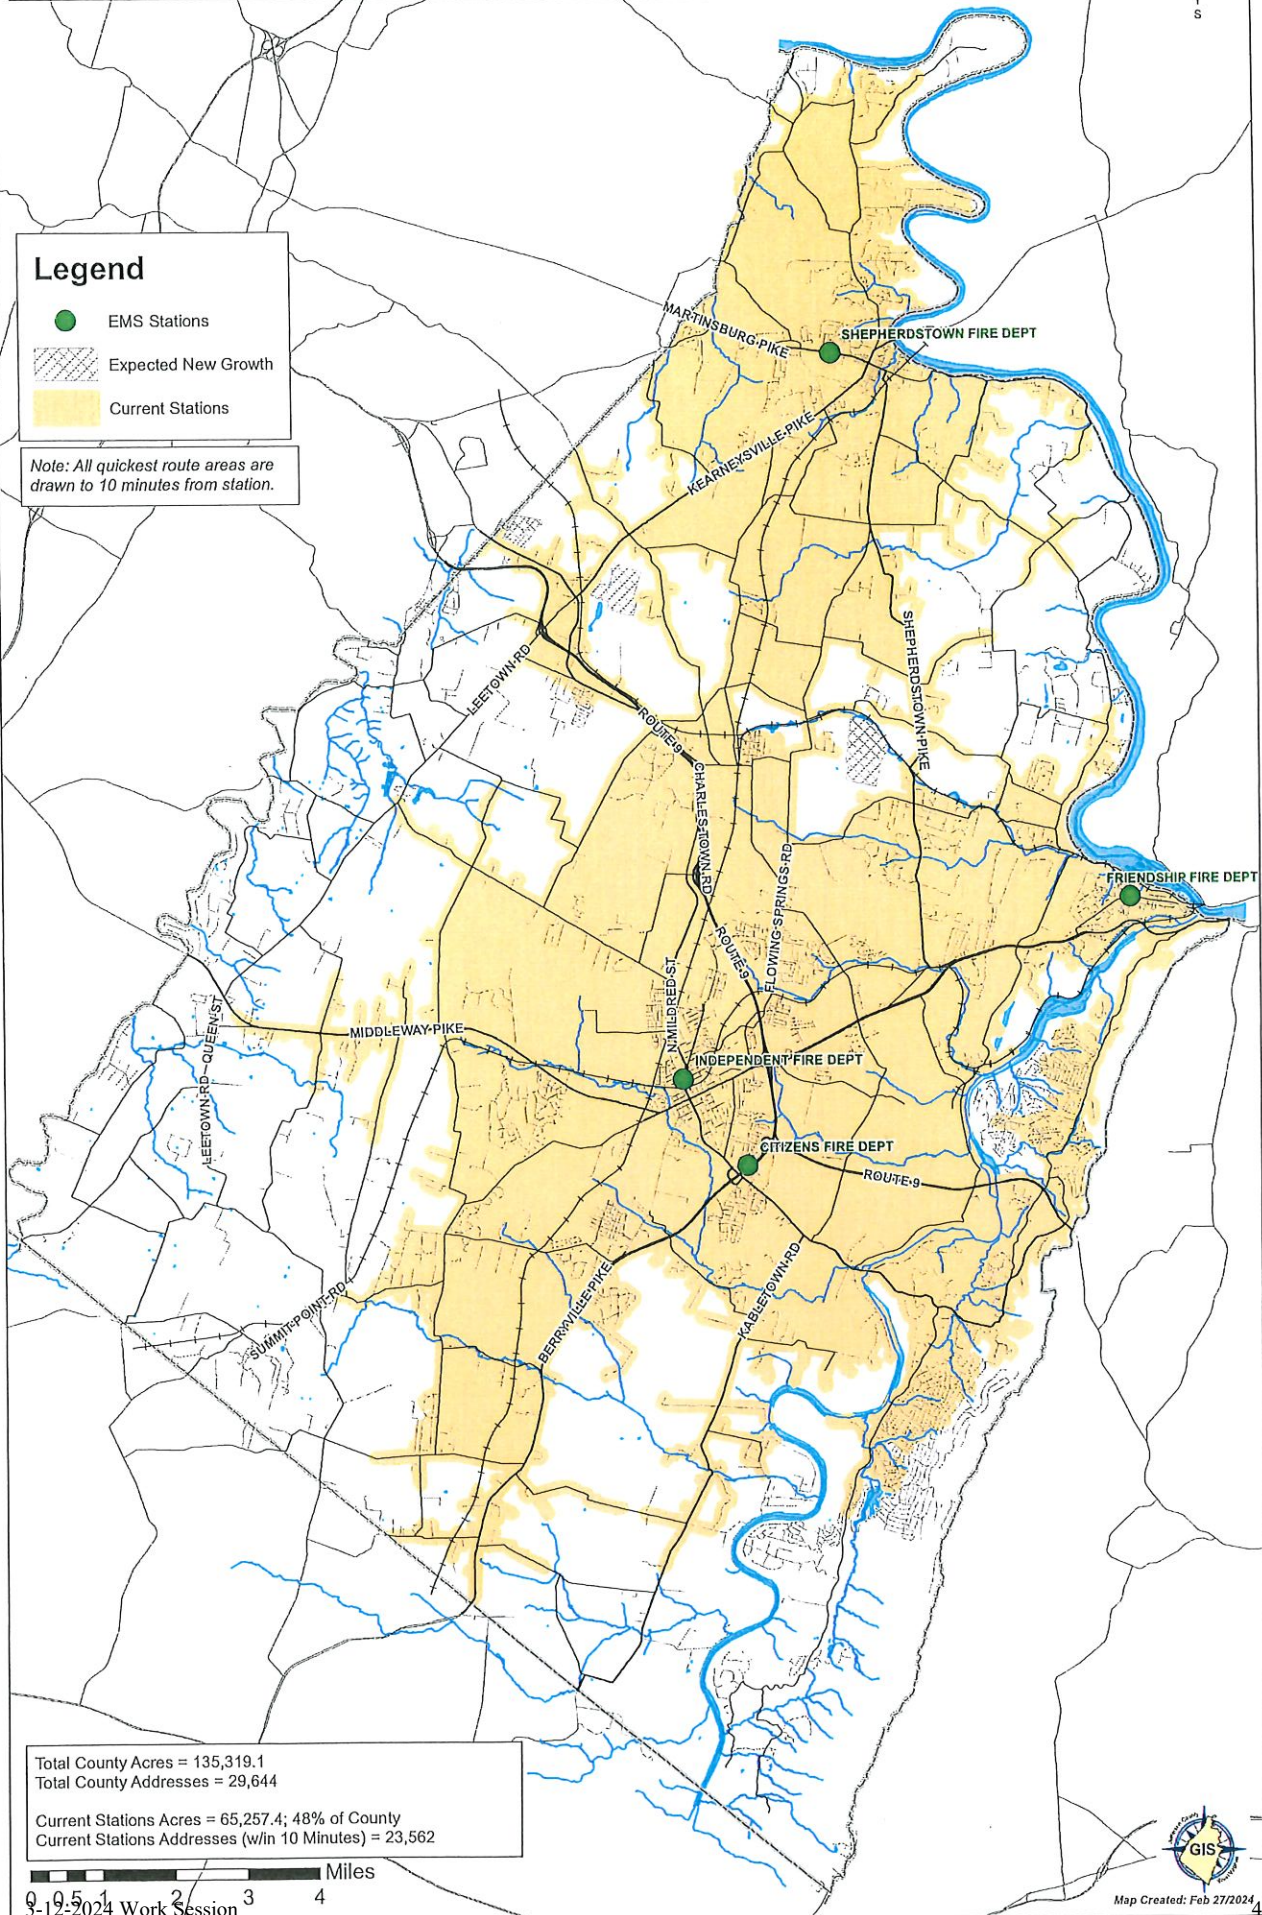 S
Legend
EMS Stations
Expected New Growth
Current Stations
Note: All quickest route areas are
drawn to 10 minutes from station.
MARTINSBURG PIKE
SHEPHERDSTOWN FIRE DEPT
KEARNEYSVILLE PIKE
SHEPHERDSTOWN PIKE
LEETOWN RD
ROUTE 9
CHARLES TOWN RD
FLOWING SPRINGS RD
FRIENDSHIP FIRE DEPT
ROUTE 9
N MILDRED ST
MIDDLEWAY PIKE
QUEEN ST
LEETOWN RD
INDEPENDENT FIRE DEPT
CITIZENS FIRE DEPT
ROUTE 9
KABLETOWN RD
BERRYVILLE PIKE
SUMMIT POINT RD
Total County Acres = 135,319.1
Total County Addresses = 29,644
Current Stations Acres = 65,257.4; 48% of County
Current Stations Addresses (w/in 10 Minutes) = 23,562
Miles
0 0.5 1 2 3 4
3-12-2024 Work Session
GIS
Map Created: Feb 27/2024
4